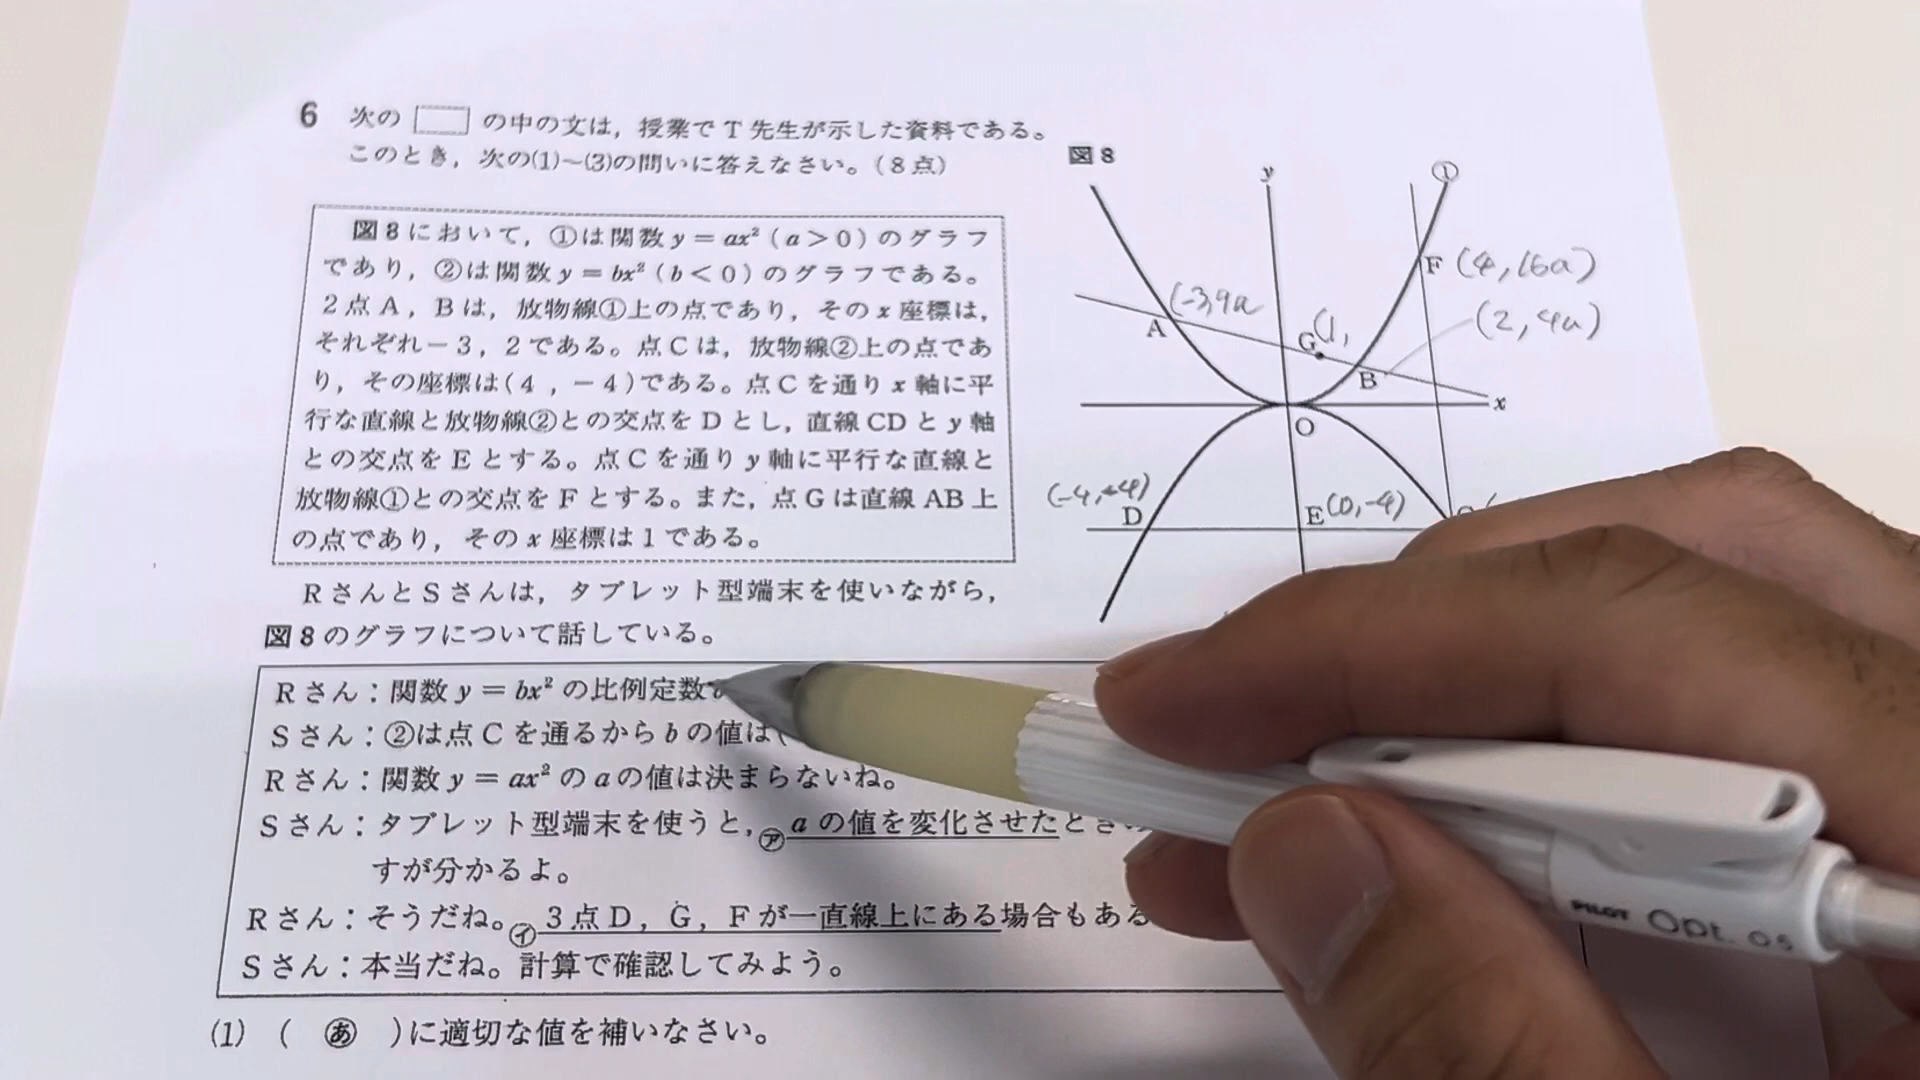 6 次の□の中の文は，授業でT先生が示した資料である。
このとき，次の(1)～(3)の問いに答えなさい。（8点）
図8において，①は関数 y = ax²（a＞0）のグラフ
であり，②は関数 y = bx²（b＜0）のグラフである。
2点A，Bは，放物線①上の点であり，そのx座標は，
それぞれ－3，2である。点Cは，放物線②上の点であ
り，その座標は(4，－4)である。点Cを通りx軸に平
行な直線と放物線②との交点をDとし，直線CDとy軸
との交点をEとする。点Cを通りy軸に平行な直線と
放物線①との交点をFとする。また，点Gは直線AB上
の点であり，そのx座標は1である。
RさんとSさんは，タブレット型端末を使いながら，
図8のグラフについて話している。
図8
y
①
F (4, 16a)
(-3, 9a
A
G (1,
(2, 4a)
B
x
O
(-4, -4)
D
E (0, -4)
Rさん：関数 y = bx² の比例定数
Sさん：②は点Cを通るからbの値は(
Rさん：関数 y = ax² のaの値は決まらないね。
Sさん：タブレット型端末を使うと，㋐aの値を変化させたとき
すが分かるよ。
Rさん：そうだね。㋑3点D，G，Fが一直線上にある場合もある
Sさん：本当だね。計算で確認してみよう。
(1) （ あ ）に適切な値を補いなさい。
PILOT Opt. 0.5